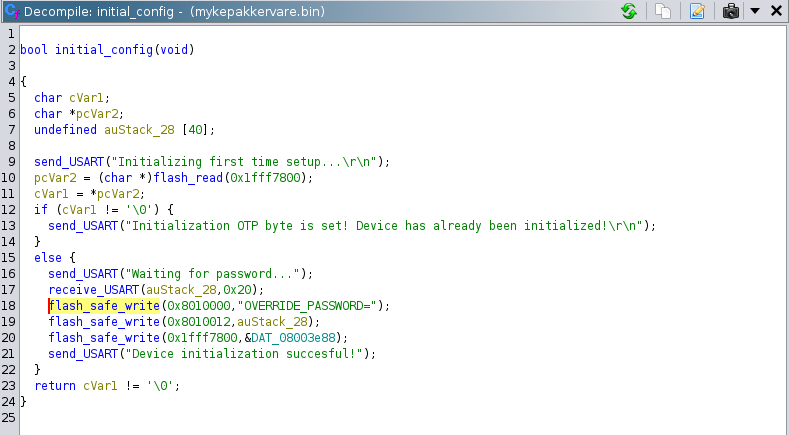 Decompile: initial_config - (mykepakkervare.bin)
1
2 bool initial_config(void)
3
4 {
5 char cVar1;
6 char *pcVar2;
7 undefined auStack_28 [40];
8
9 send_USART("Initializing first time setup...\r\n");
10 pcVar2 = (char *)flash_read(0x1fff7800);
11 cVar1 = *pcVar2;
12 if (cVar1 != '\0') {
13 send_USART("Initialization OTP byte is set! Device has already been initialized!\r\n");
14 }
15 else {
16 send_USART("Waiting for password...");
17 receive_USART(auStack_28,0x20);
18 flash_safe_write(0x8010000,"OVERRIDE_PASSWORD=");
19 flash_safe_write(0x8010012,auStack_28);
20 flash_safe_write(0x1fff7800,&DAT_08003e88);
21 send_USART("Device initialization succesful!");
22 }
23 return cVar1 != '\0';
24 }
25